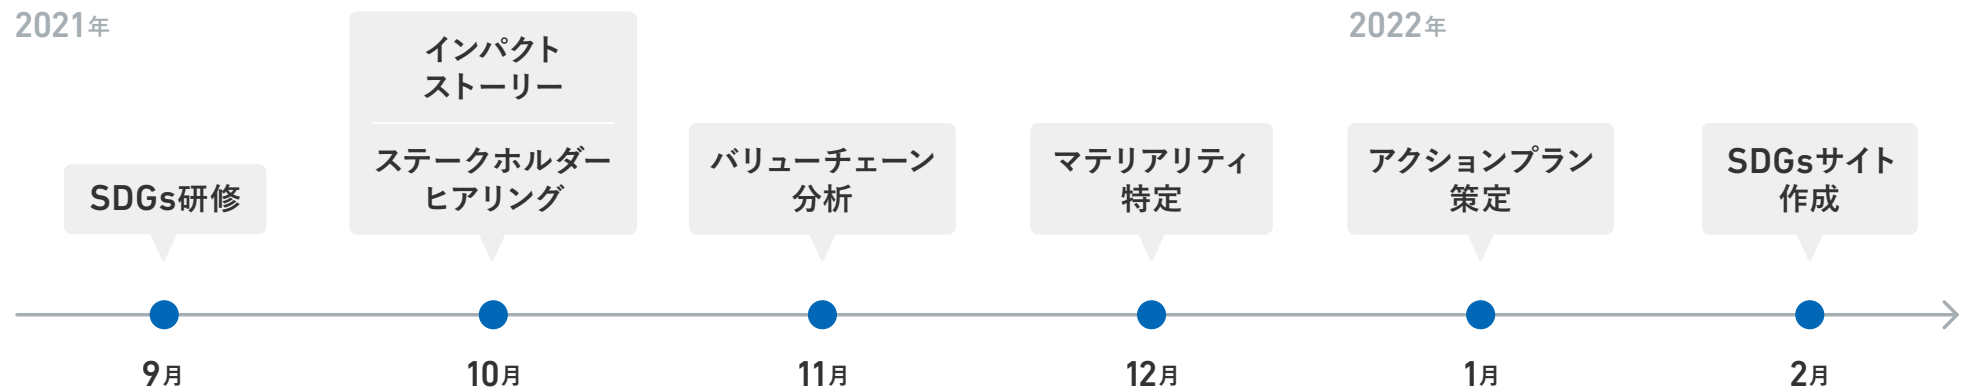 2021年
2022年
インパクト
ストーリー
ステークホルダー
ヒアリング
SDGs研修
バリューチェーン
分析
マテリアリティ
特定
アクションプラン
策定
SDGsサイト
作成
9月
10月
11月
12月
1月
2月